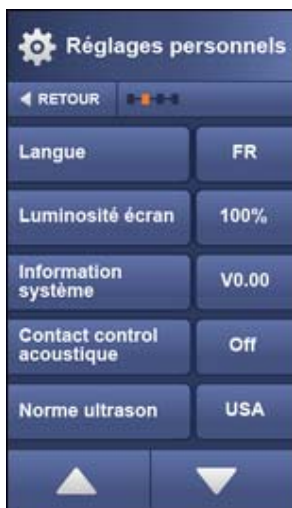 Réglages personnels
RETOUR
Langue
FR
Luminosité écran
100%
Information
système
V0.00
Contact control
acoustique
Off
Norme ultrason
USA